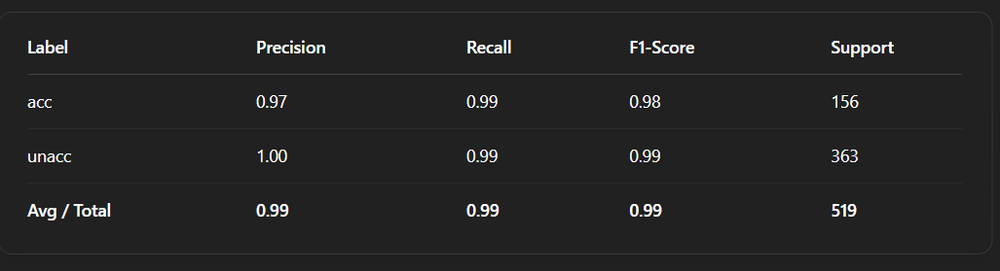 Label Precision Recall F1-Score Support
acc 0.97 0.99 0.98 156
unacc 1.00 0.99 0.99 363
Avg / Total 0.99 0.99 0.99 519